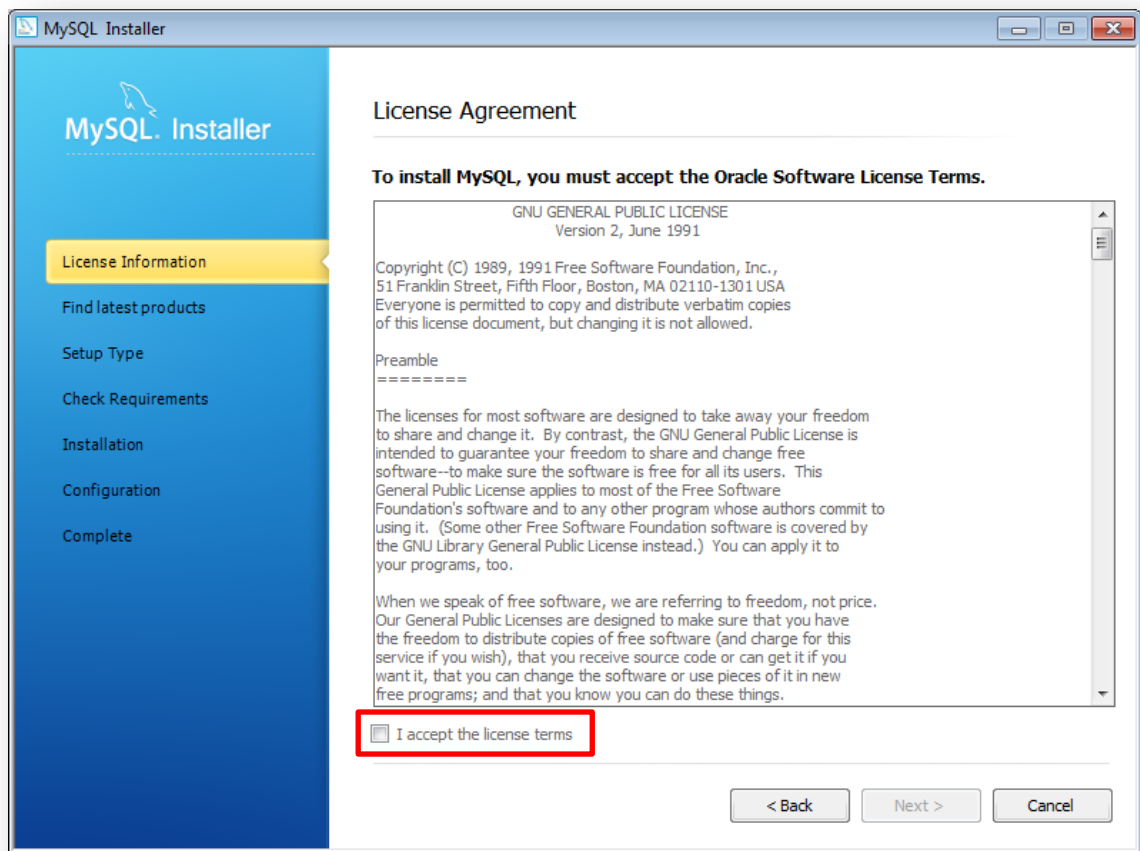 MySQL Installer
MySQL. Installer
License Information
Find latest products
Setup Type
Check Requirements
Installation
Configuration
Complete
License Agreement
To install MySQL, you must accept the Oracle Software License Terms.
GNU GENERAL PUBLIC LICENSE
Version 2, June 1991
Copyright (C) 1989, 1991 Free Software Foundation, Inc.,
51 Franklin Street, Fifth Floor, Boston, MA 02110-1301 USA
Everyone is permitted to copy and distribute verbatim copies
of this license document, but changing it is not allowed.
Preamble
========
The licenses for most software are designed to take away your freedom
to share and change it.  By contrast, the GNU General Public License is
intended to guarantee your freedom to share and change free
software--to make sure the software is free for all its users.  This
General Public License applies to most of the Free Software
Foundation's software and to any other program whose authors commit to
using it.  (Some other Free Software Foundation software is covered by
the GNU Library General Public License instead.)  You can apply it to
your programs, too.
When we speak of free software, we are referring to freedom, not price.
Our General Public Licenses are designed to make sure that you have
the freedom to distribute copies of free software (and charge for this
service if you wish), that you receive source code or can get it if you
want it, that you can change the software or use pieces of it in new
free programs; and that you know you can do these things.
I accept the license terms
< Back
Next >
Cancel